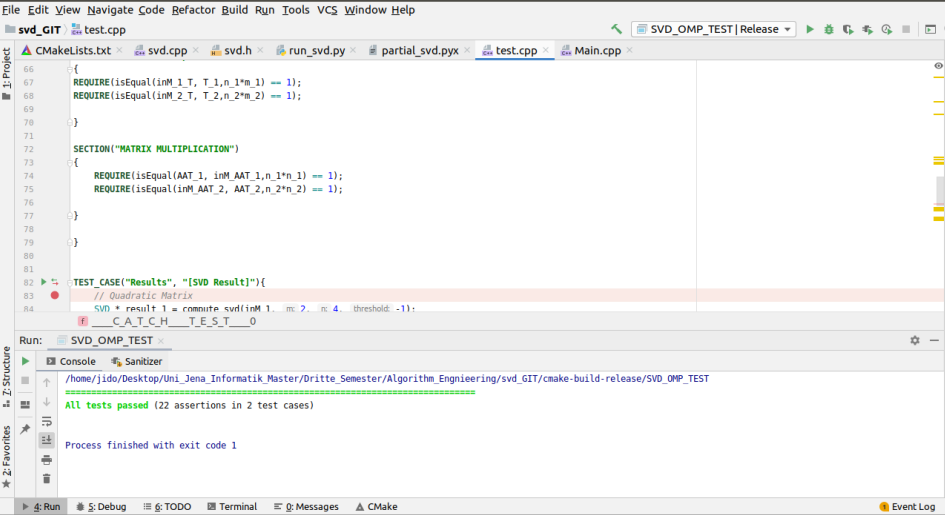 File Edit View Navigate Code Refactor Build Run Tools VCS Window Help
svd_GIT test.cpp SVD_OMP_TEST | Release
CMakeLists.txt svd.cpp svd.h run_svd.py partial_svd.pyx test.cpp Main.cpp
1: Project
66 {
67 REQUIRE(isEqual(inM_1_T, T_1,n_1*m_1) == 1);
68 REQUIRE(isEqual(inM_2_T, T_2,n_2*m_2) == 1);
69
70 }
71
72 SECTION("MATRIX MULTIPLICATION")
73 {
74 REQUIRE(isEqual(AAT_1, inM_AAT_1,n_1*n_1) == 1);
75 REQUIRE(isEqual(inM_AAT_2, AAT_2,n_2*n_2) == 1);
76
77 }
78
79 }
80
81
82 TEST_CASE("Results", "[SVD Result]"){
83 // Quadratic Matrix
84 SVD * result_1 = compute_svd(inM_1, m: 2, n: 4, threshold: -1);
f ____C_A_T_C_H____T_E_S_T____0
Run: SVD_OMP_TEST
Console Sanitizer
/home/jido/Desktop/Uni_Jena_Informatik_Master/Dritte_Semester/Algorithm_Engnieering/svd_GIT/cmake-build-release/SVD_OMP_TEST
===============================================================================
All tests passed (22 assertions in 2 test cases)
Process finished with exit code 1
7: Structure
2: Favorites
4: Run 5: Debug 6: TODO Terminal 0: Messages CMake Event Log